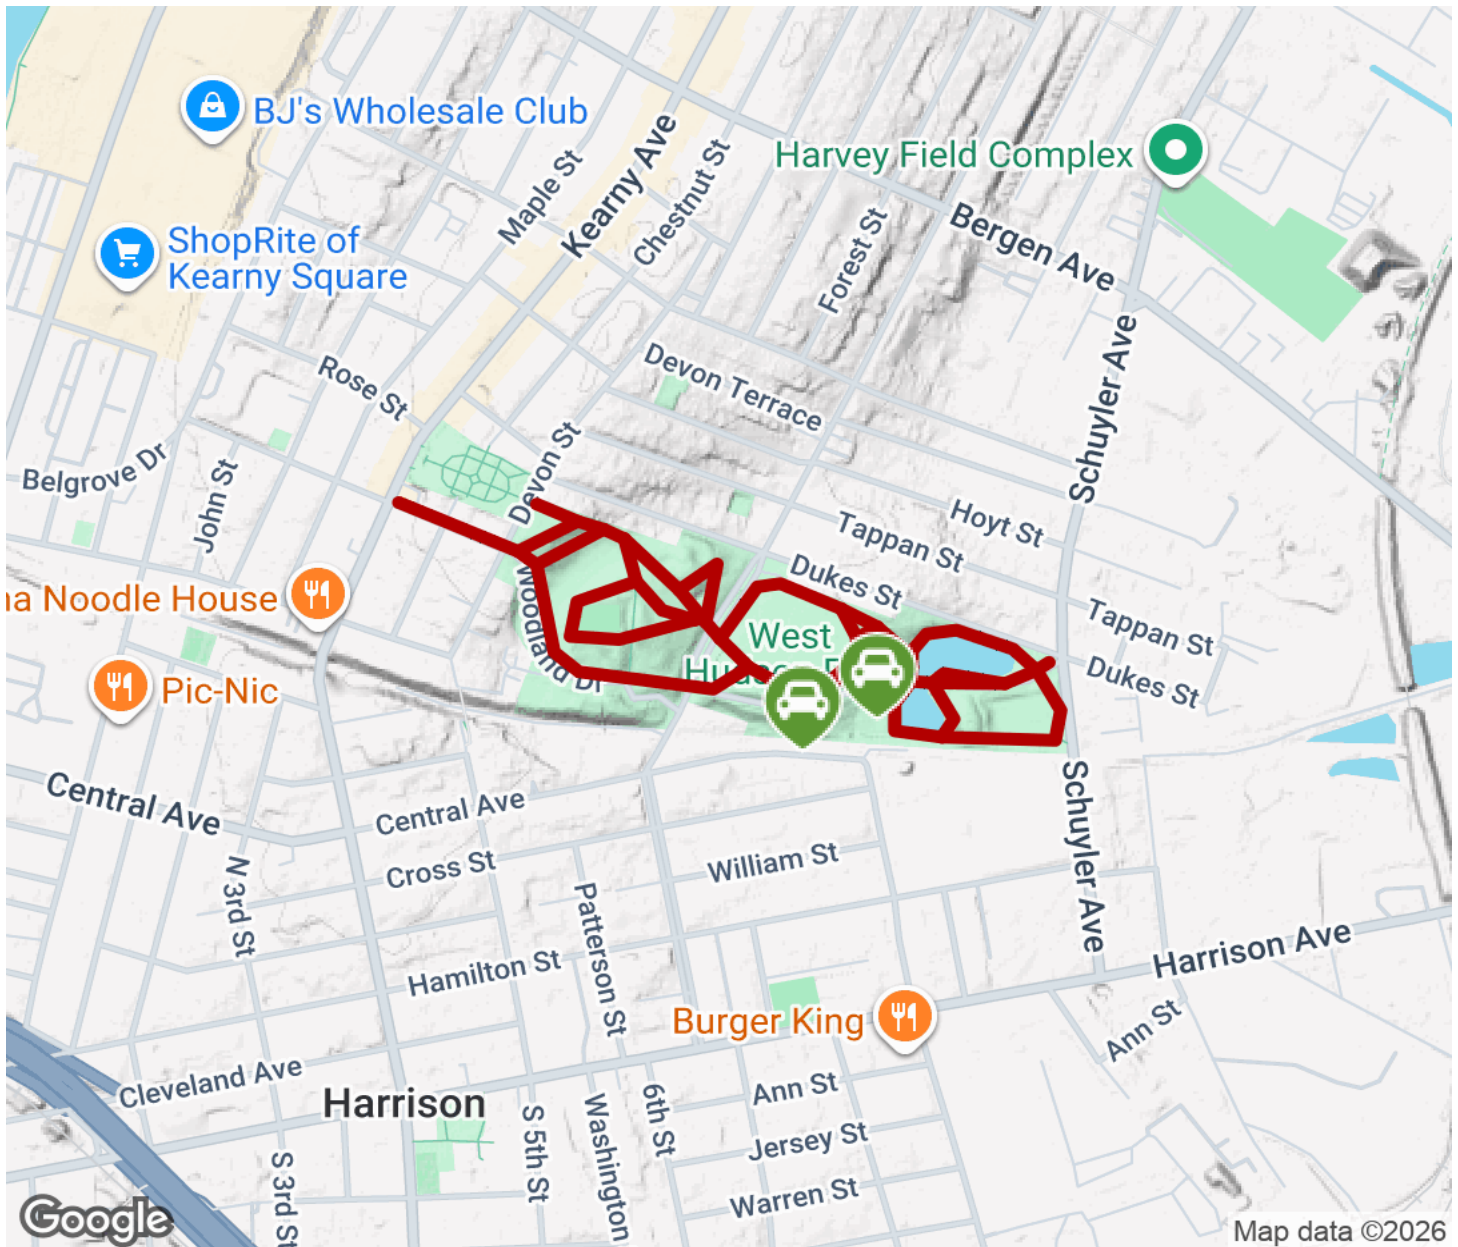 BJ's Wholesale Club
Harvey Field Complex
Maple St
Kearny Ave
Chestnut St
Forest St
Bergen Ave
ShopRite of
Kearny Square
Schuyler Ave
Devon Terrace
Rose St
Belgrove Dr
John St
Devon St
Hoyt St
Tappan St
Dukes St
na Noodle House
Woodland Dr
West
Tappan St
Dukes St
Pic-Nic
Central Ave
Central Ave
Schuyler Ave
Cross St
William St
N 3rd St
Patterson St
Hamilton St
Harrison Ave
Burger King
Ann St
Cleveland Ave
Harrison
Ann St
S 5th St
Washington
6th St
Jersey St
S 3rd St
Warren St
Google
Map data ©2026